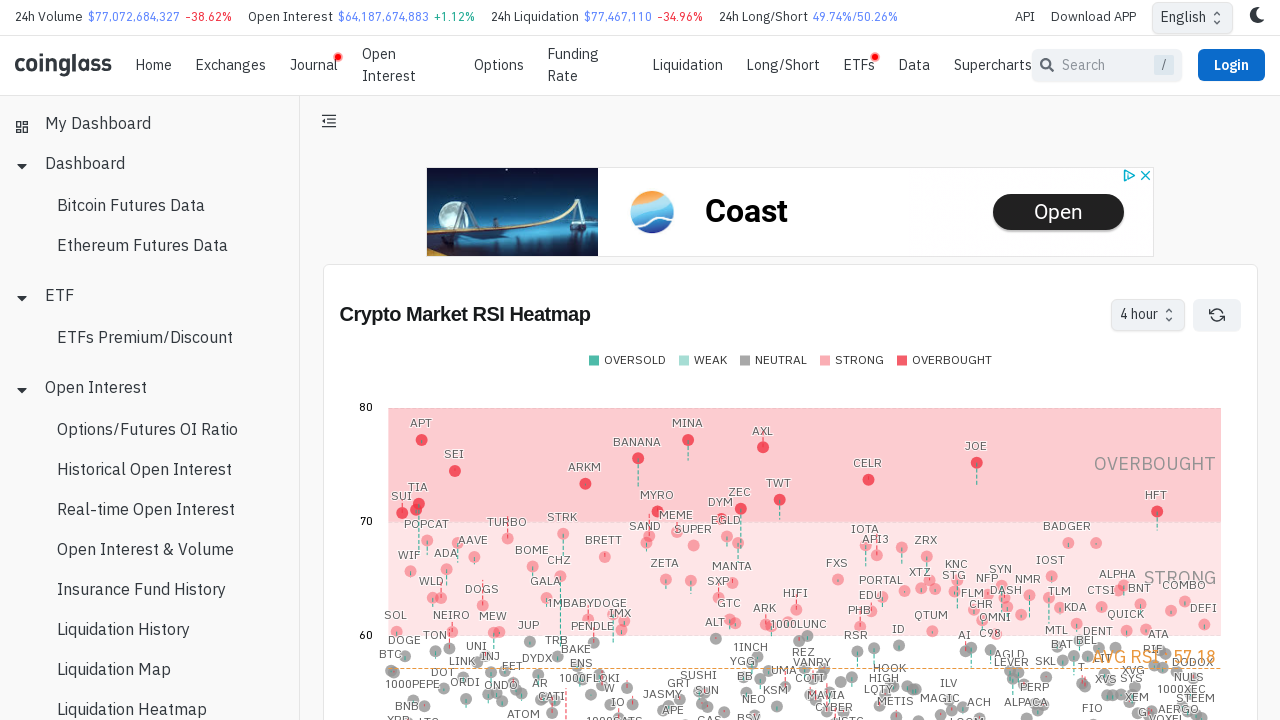 24h Volume $77,072,684,327 -38.62% Open Interest $64,187,674,883 +1.12% 24h Liquidation $77,467,110 -34.96% 24h Long/Short 49.74%/50.26% API Download APP English
coinglass Home Exchanges Journal Open Interest Options Funding Rate Liquidation Long/Short ETFs Data Supercharts Search / Login
My Dashboard
Dashboard
Bitcoin Futures Data
Ethereum Futures Data
ETF
ETFs Premium/Discount
Open Interest
Options/Futures OI Ratio
Historical Open Interest
Real-time Open Interest
Open Interest & Volume
Insurance Fund History
Liquidation History
Liquidation Map
Liquidation Heatmap
Coast Open
Crypto Market RSI Heatmap 4 hour
OVERSOLD WEAK NEUTRAL STRONG OVERBOUGHT
80
APT MINA
BANANA AXL
SEI JOE
ARKM CELR OVERBOUGHT
TIA TWT
SUI MYRO ZEC HFT
DYM
70
POPCAT TURBO STRK SAND MEME EGLD
SUPER IOTA BADGER
AAVE BRETT API3 ZRX
WIF ADA BOME CHZ ZETA MANTA FXS KNC IOST
WLD GALA SXP PORTAL XTZ STG NFP SYN NMR ALPHA STRONG
DOGS 1MBABYDOGE GTC HIFI EDU FLM DASH TLM CTSI BNT COMBO
SOL NEIRO MEW IMX ARK PHB CHR KDA DEFI
JUP PENDLE ALT 1000LUNC QTUM OMNI QUICK
60
DOGE TON TRB RSR ID AI C98 MTL DENT ATA
BTC UNI BAKE 1INCH REZ BAT BEL
LINK INJ DYDX ENS YGG VANRY AGLD SKL AVG RSI: 57.18
DOT FET 1000FLOKI SUSHI BB COTI HOOK LEVER XVS SYS DODOX
1000PEPE ORDI ONDO AR GRT KSM HIGH ILV PERP NULS
W JASMY SUN LQTY 1000XEC
BNB CATI IO NEO MAVIA METIS MAGIC ACH ALPACA XEM STEEM
ATOM APE CYBER FIO AERGO
BSV